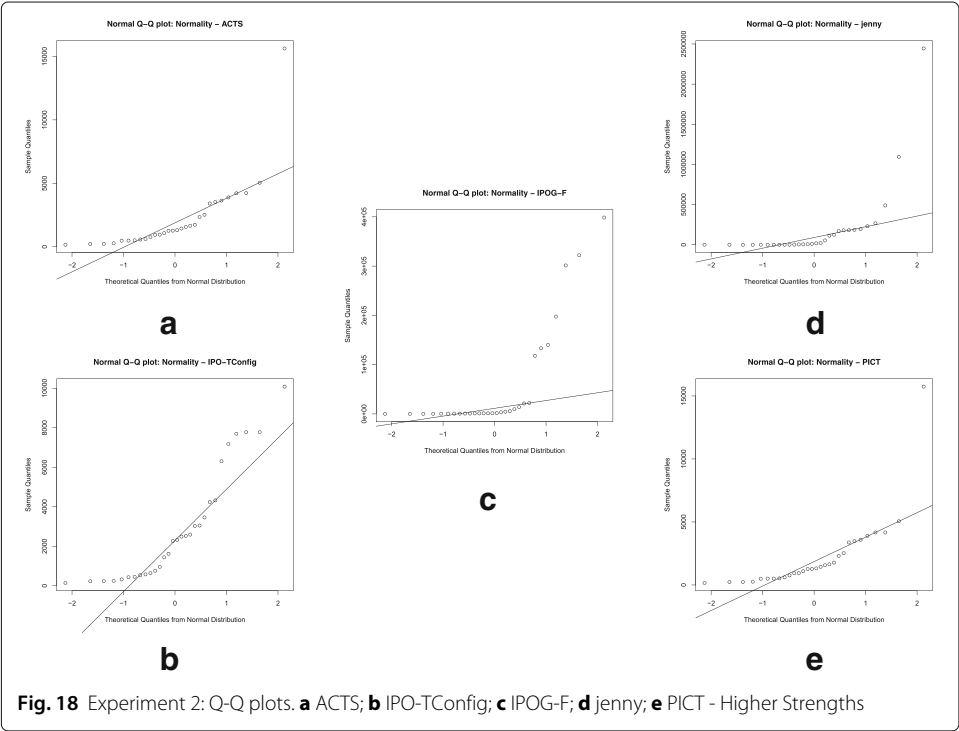 Normal Q−Q plot: Normality − ACTS
Sample Quantiles
0
5000
10000
15000
−2 −1 0 1 2
Theoretical Quantiles from Normal Distribution
a
Normal Q−Q plot: Normality − IPO−TConfig
Sample Quantiles
0
2000
4000
6000
8000
10000
−2 −1 0 1 2
Theoretical Quantiles from Normal Distribution
b
Normal Q−Q plot: Normality − IPOG−F
Sample Quantiles
0e+00
1e+05
2e+05
3e+05
4e+05
−2 −1 0 1 2
Theoretical Quantiles from Normal Distribution
c
Normal Q−Q plot: Normality − jenny
Sample Quantiles
0
500000
1000000
1500000
2000000
2500000
−2 −1 0 1 2
Theoretical Quantiles from Normal Distribution
d
Normal Q−Q plot: Normality − PICT
Sample Quantiles
0
5000
10000
15000
−2 −1 0 1 2
Theoretical Quantiles from Normal Distribution
e
Fig. 18 Experiment 2: Q-Q plots. a ACTS; b IPO-TConfig; c IPOG-F; d jenny; e PICT - Higher Strengths